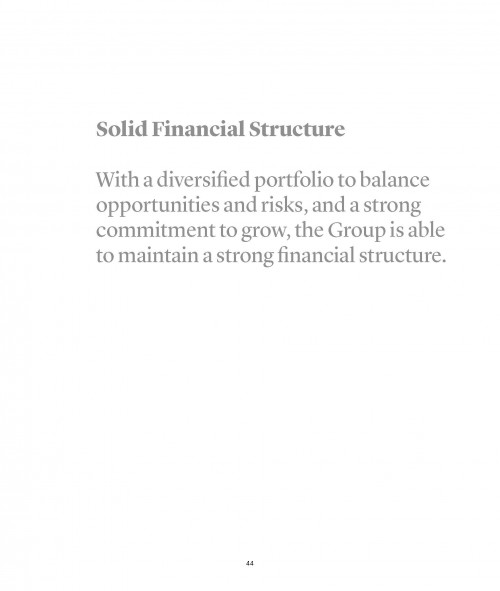 Solid Financial Structure
With a diversified portfolio to balance
opportunities and risks, and a strong
commitment to grow, the Group is able
to maintain a strong financial structure.
44